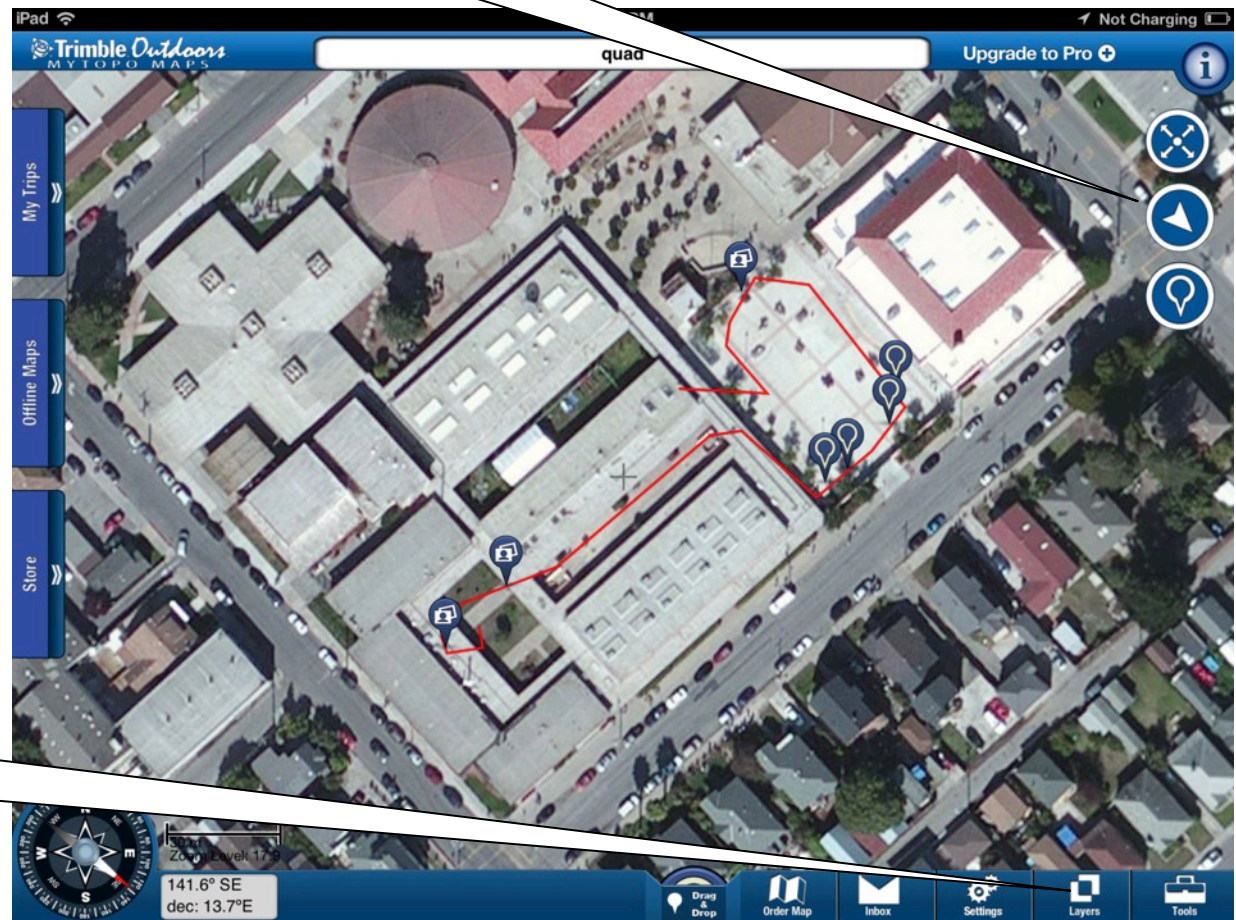 iPad
Not Charging
Trimble Outdoors
MYTOPO MAPS
quad
Upgrade to Pro
i
My Trips
Offline Maps
Store
Zoom Level: 17.9
W
E
S
141.6° SE
dec: 13.7°E
Drag
&
Drop
Order Map
Inbox
Settings
Layers
Tools